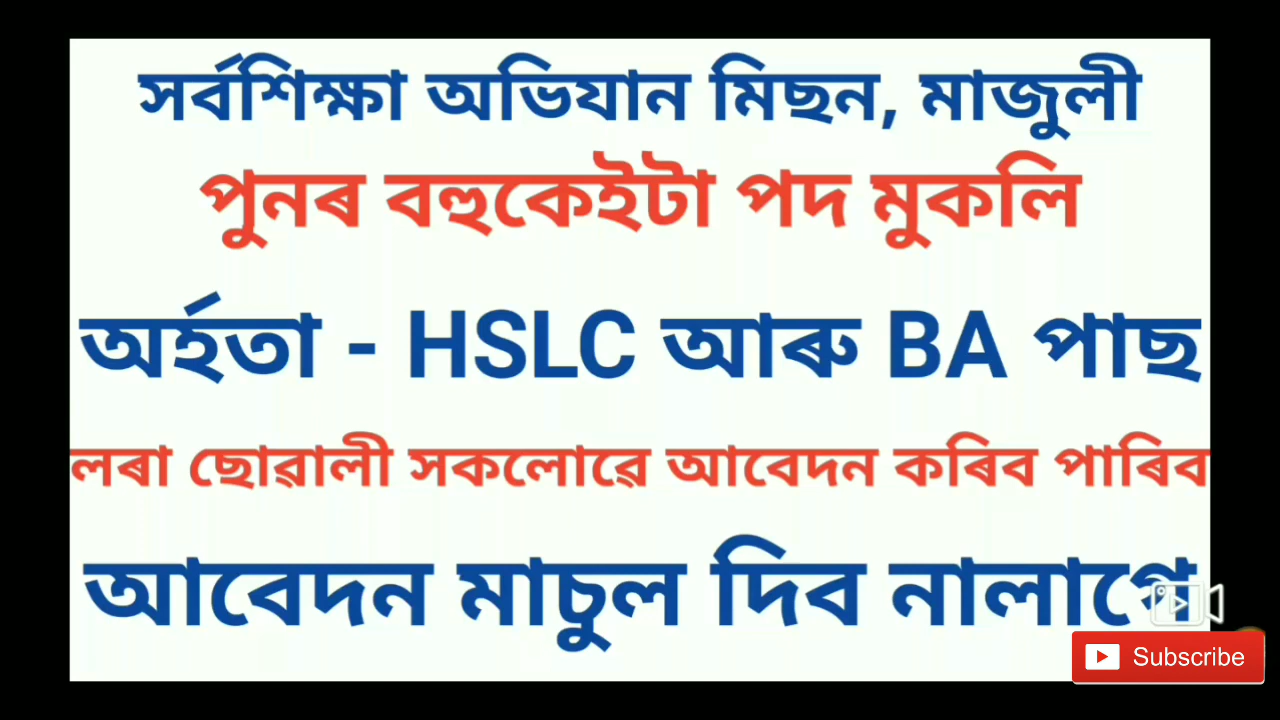 সৰ্বশিক্ষা অভিযান মিছন, মাজুলী
পুনৰ বহুকেইটা পদ মুকলি
অৰ্হতা - HSLC আৰু BA পাছ
লৰা ছোৱালী সকলোৱে আবেদন কৰিব পাৰিব
আবেদন মাচুল দিব নালাগে
Subscribe